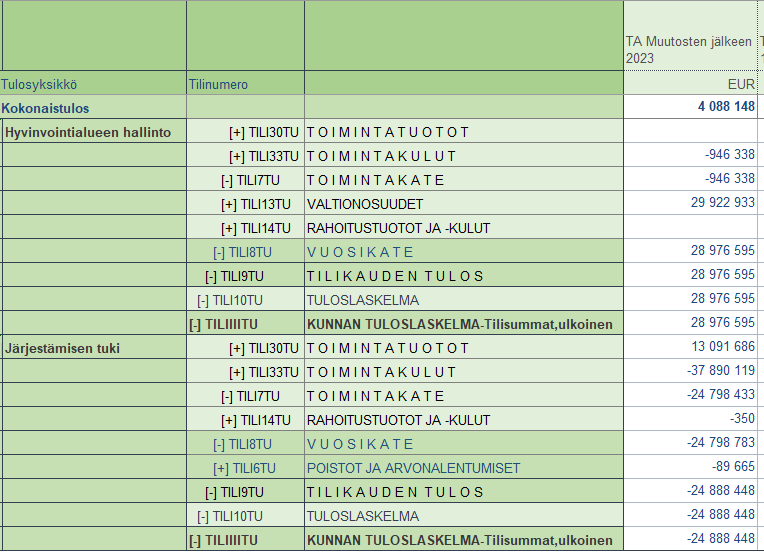 TA Muutosten jälkeen
2023
Tulosyksikkö Tilinumero EUR
Kokonaistulos 4 088 148
Hyvinvointialueen hallinto [+] TILI30TU T O I M I N T A T U O T O T
[+] TILI33TU T O I M I N T A K U L U T -946 338
[-] TILI7TU T O I M I N T A K A T E -946 338
[+] TILI13TU VALTIONOSUUDET 29 922 933
[+] TILI14TU RAHOITUSTUOTOT JA -KULUT
[-] TILI8TU V U O S I K A T E 28 976 595
[-] TILI9TU T I L I K A U D E N T U L O S 28 976 595
[-] TILI10TU TULOSLASKELMA 28 976 595
[-] TILIIIITU KUNNAN TULOSLASKELMA-Tilisummat,ulkoinen 28 976 595
Järjestämisen tuki [+] TILI30TU T O I M I N T A T U O T O T 13 091 686
[+] TILI33TU T O I M I N T A K U L U T -37 890 119
[-] TILI7TU T O I M I N T A K A T E -24 798 433
[+] TILI14TU RAHOITUSTUOTOT JA -KULUT -350
[-] TILI8TU V U O S I K A T E -24 798 783
[+] TILI6TU POISTOT JA ARVONALENTUMISET -89 665
[-] TILI9TU T I L I K A U D E N T U L O S -24 888 448
[-] TILI10TU TULOSLASKELMA -24 888 448
[-] TILIIIITU KUNNAN TULOSLASKELMA-Tilisummat,ulkoinen -24 888 448